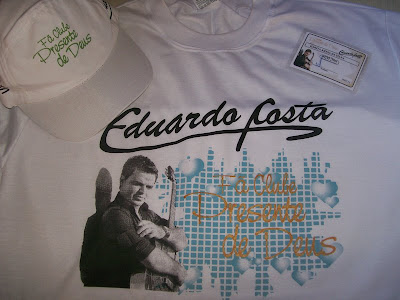 Fã Clube
Presente
de Deus
Eduardo Costa
Fã Clube
Presente
de Deus